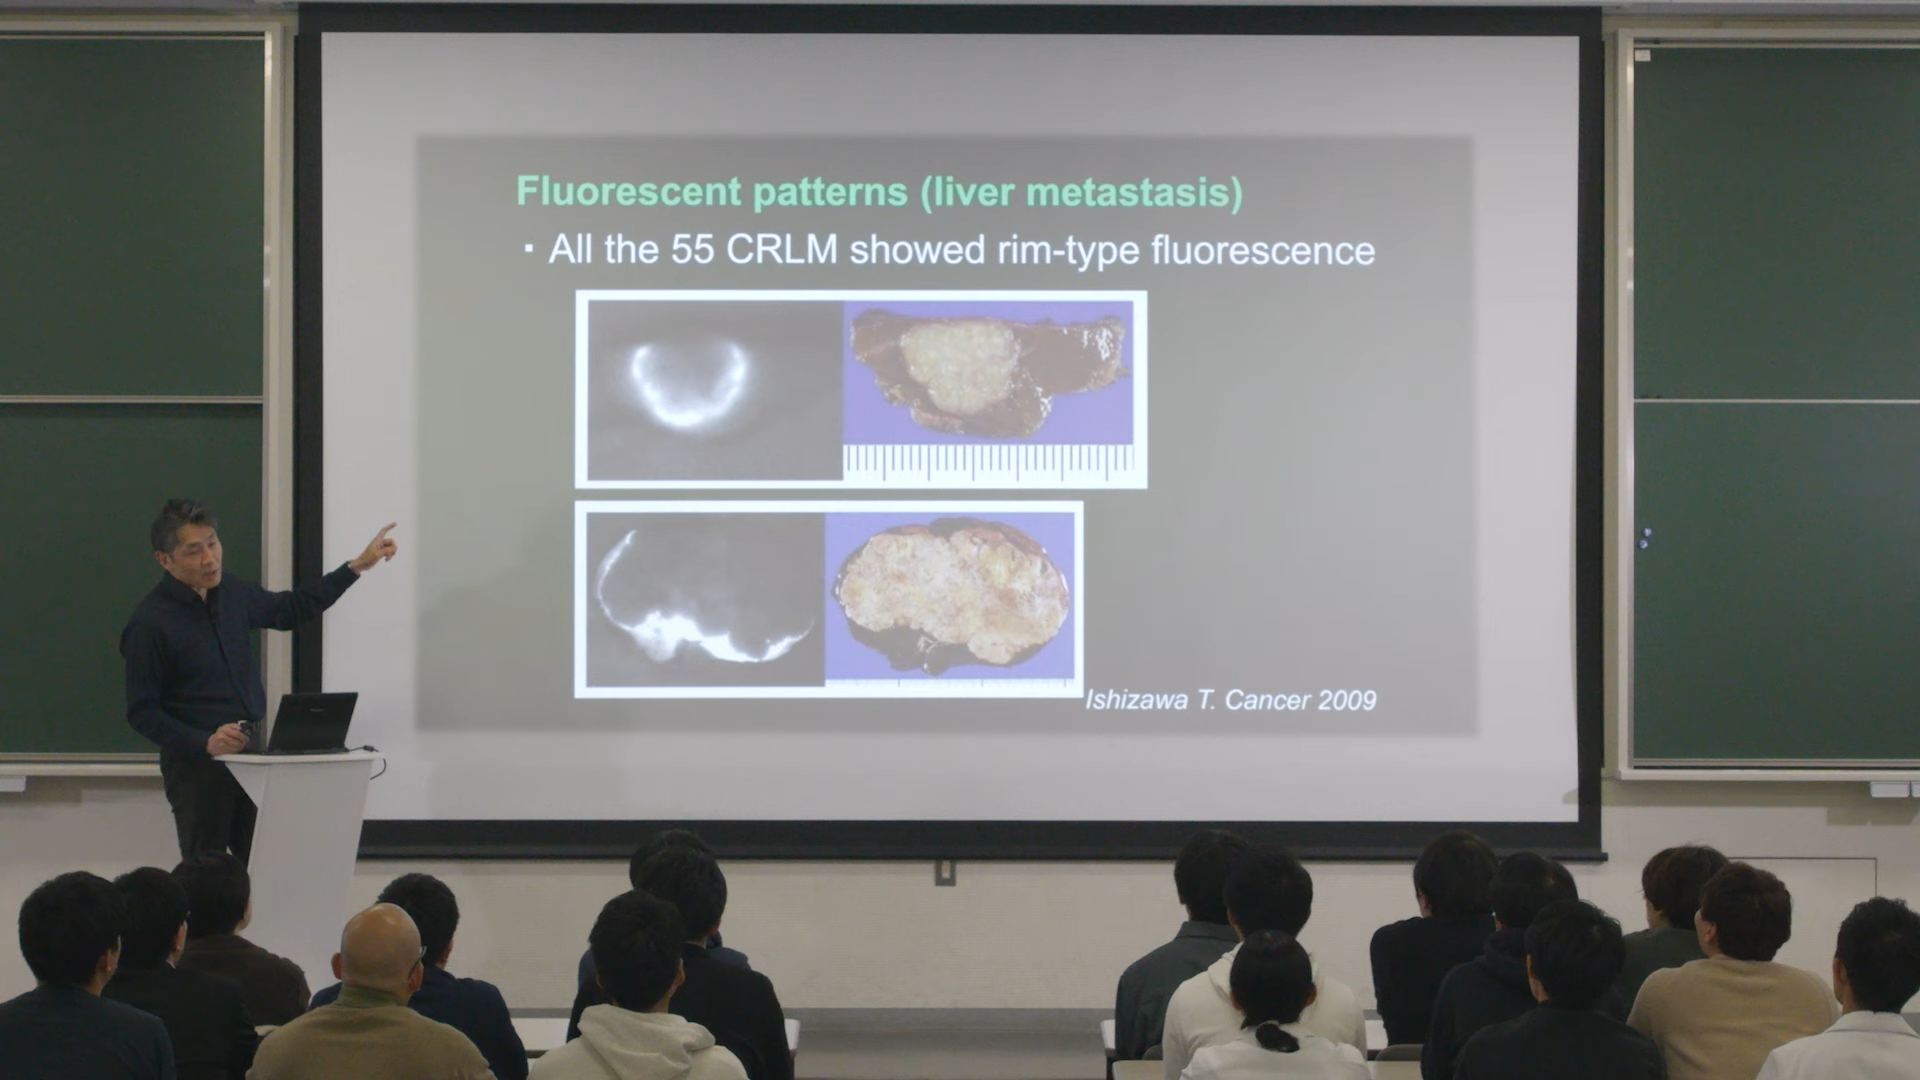 Fluorescent patterns (liver metastasis)
· All the 55 CRLM showed rim-type fluorescence
Ishizawa T. Cancer 2009